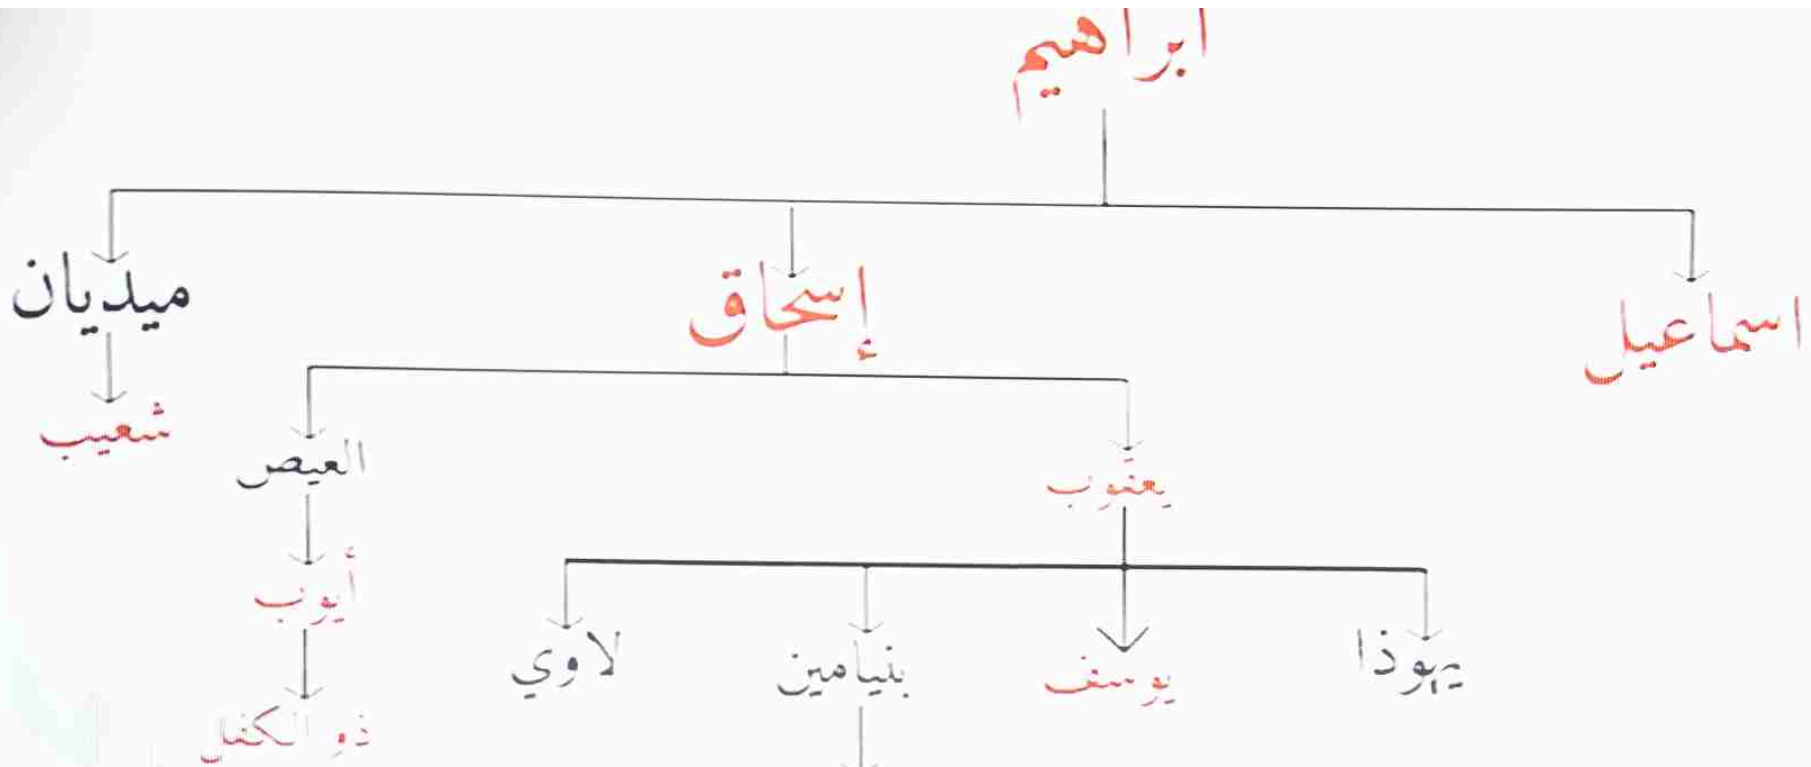 ابراهيم
اسماعيل
إسحاق
ميديان
شعيب
يعقوب
العيص
أيوب
يهوذا
يوسف
بنيامين
لاوي
ذو الكفل